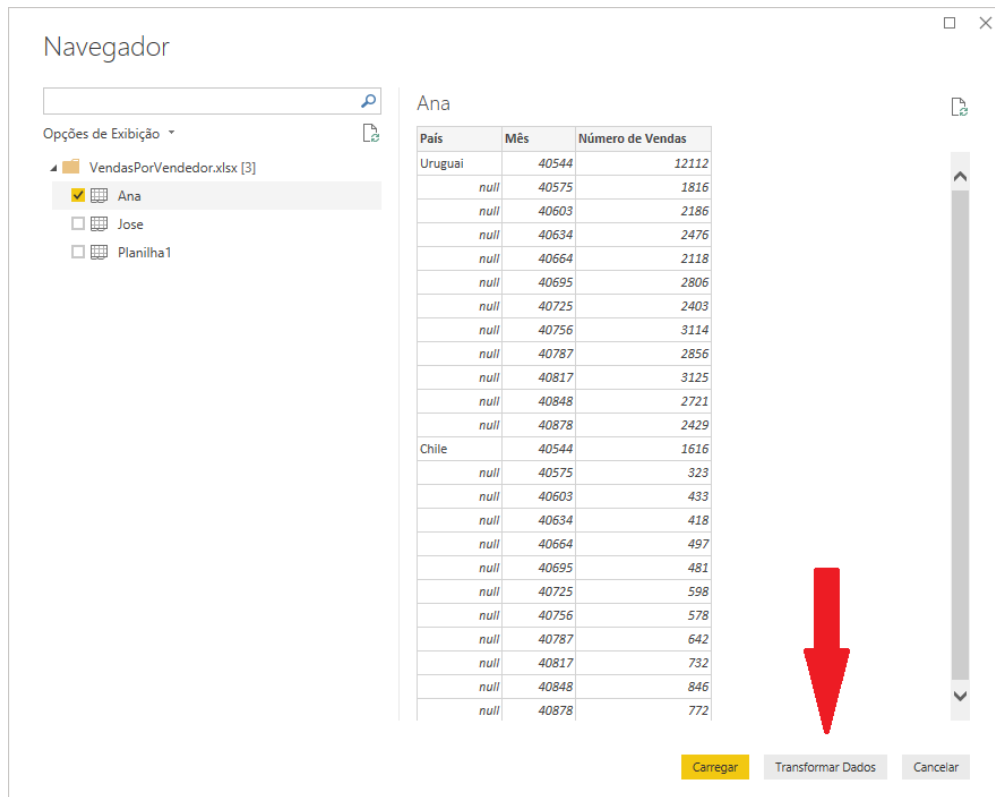 Navegador
Opções de Exibição
VendasPorVendedor.xlsx [3]
Ana
Jose
Planilha1
Ana
País Mês Número de Vendas
Uruguai 40544 12112
null 40575 1816
null 40603 2186
null 40634 2476
null 40664 2118
null 40695 2806
null 40725 2403
null 40756 3114
null 40787 2856
null 40817 3125
null 40848 2721
null 40878 2429
Chile 40544 1616
null 40575 323
null 40603 433
null 40634 418
null 40664 497
null 40695 481
null 40725 598
null 40756 578
null 40787 642
null 40817 732
null 40848 846
null 40878 772
Carregar Transformar Dados Cancelar